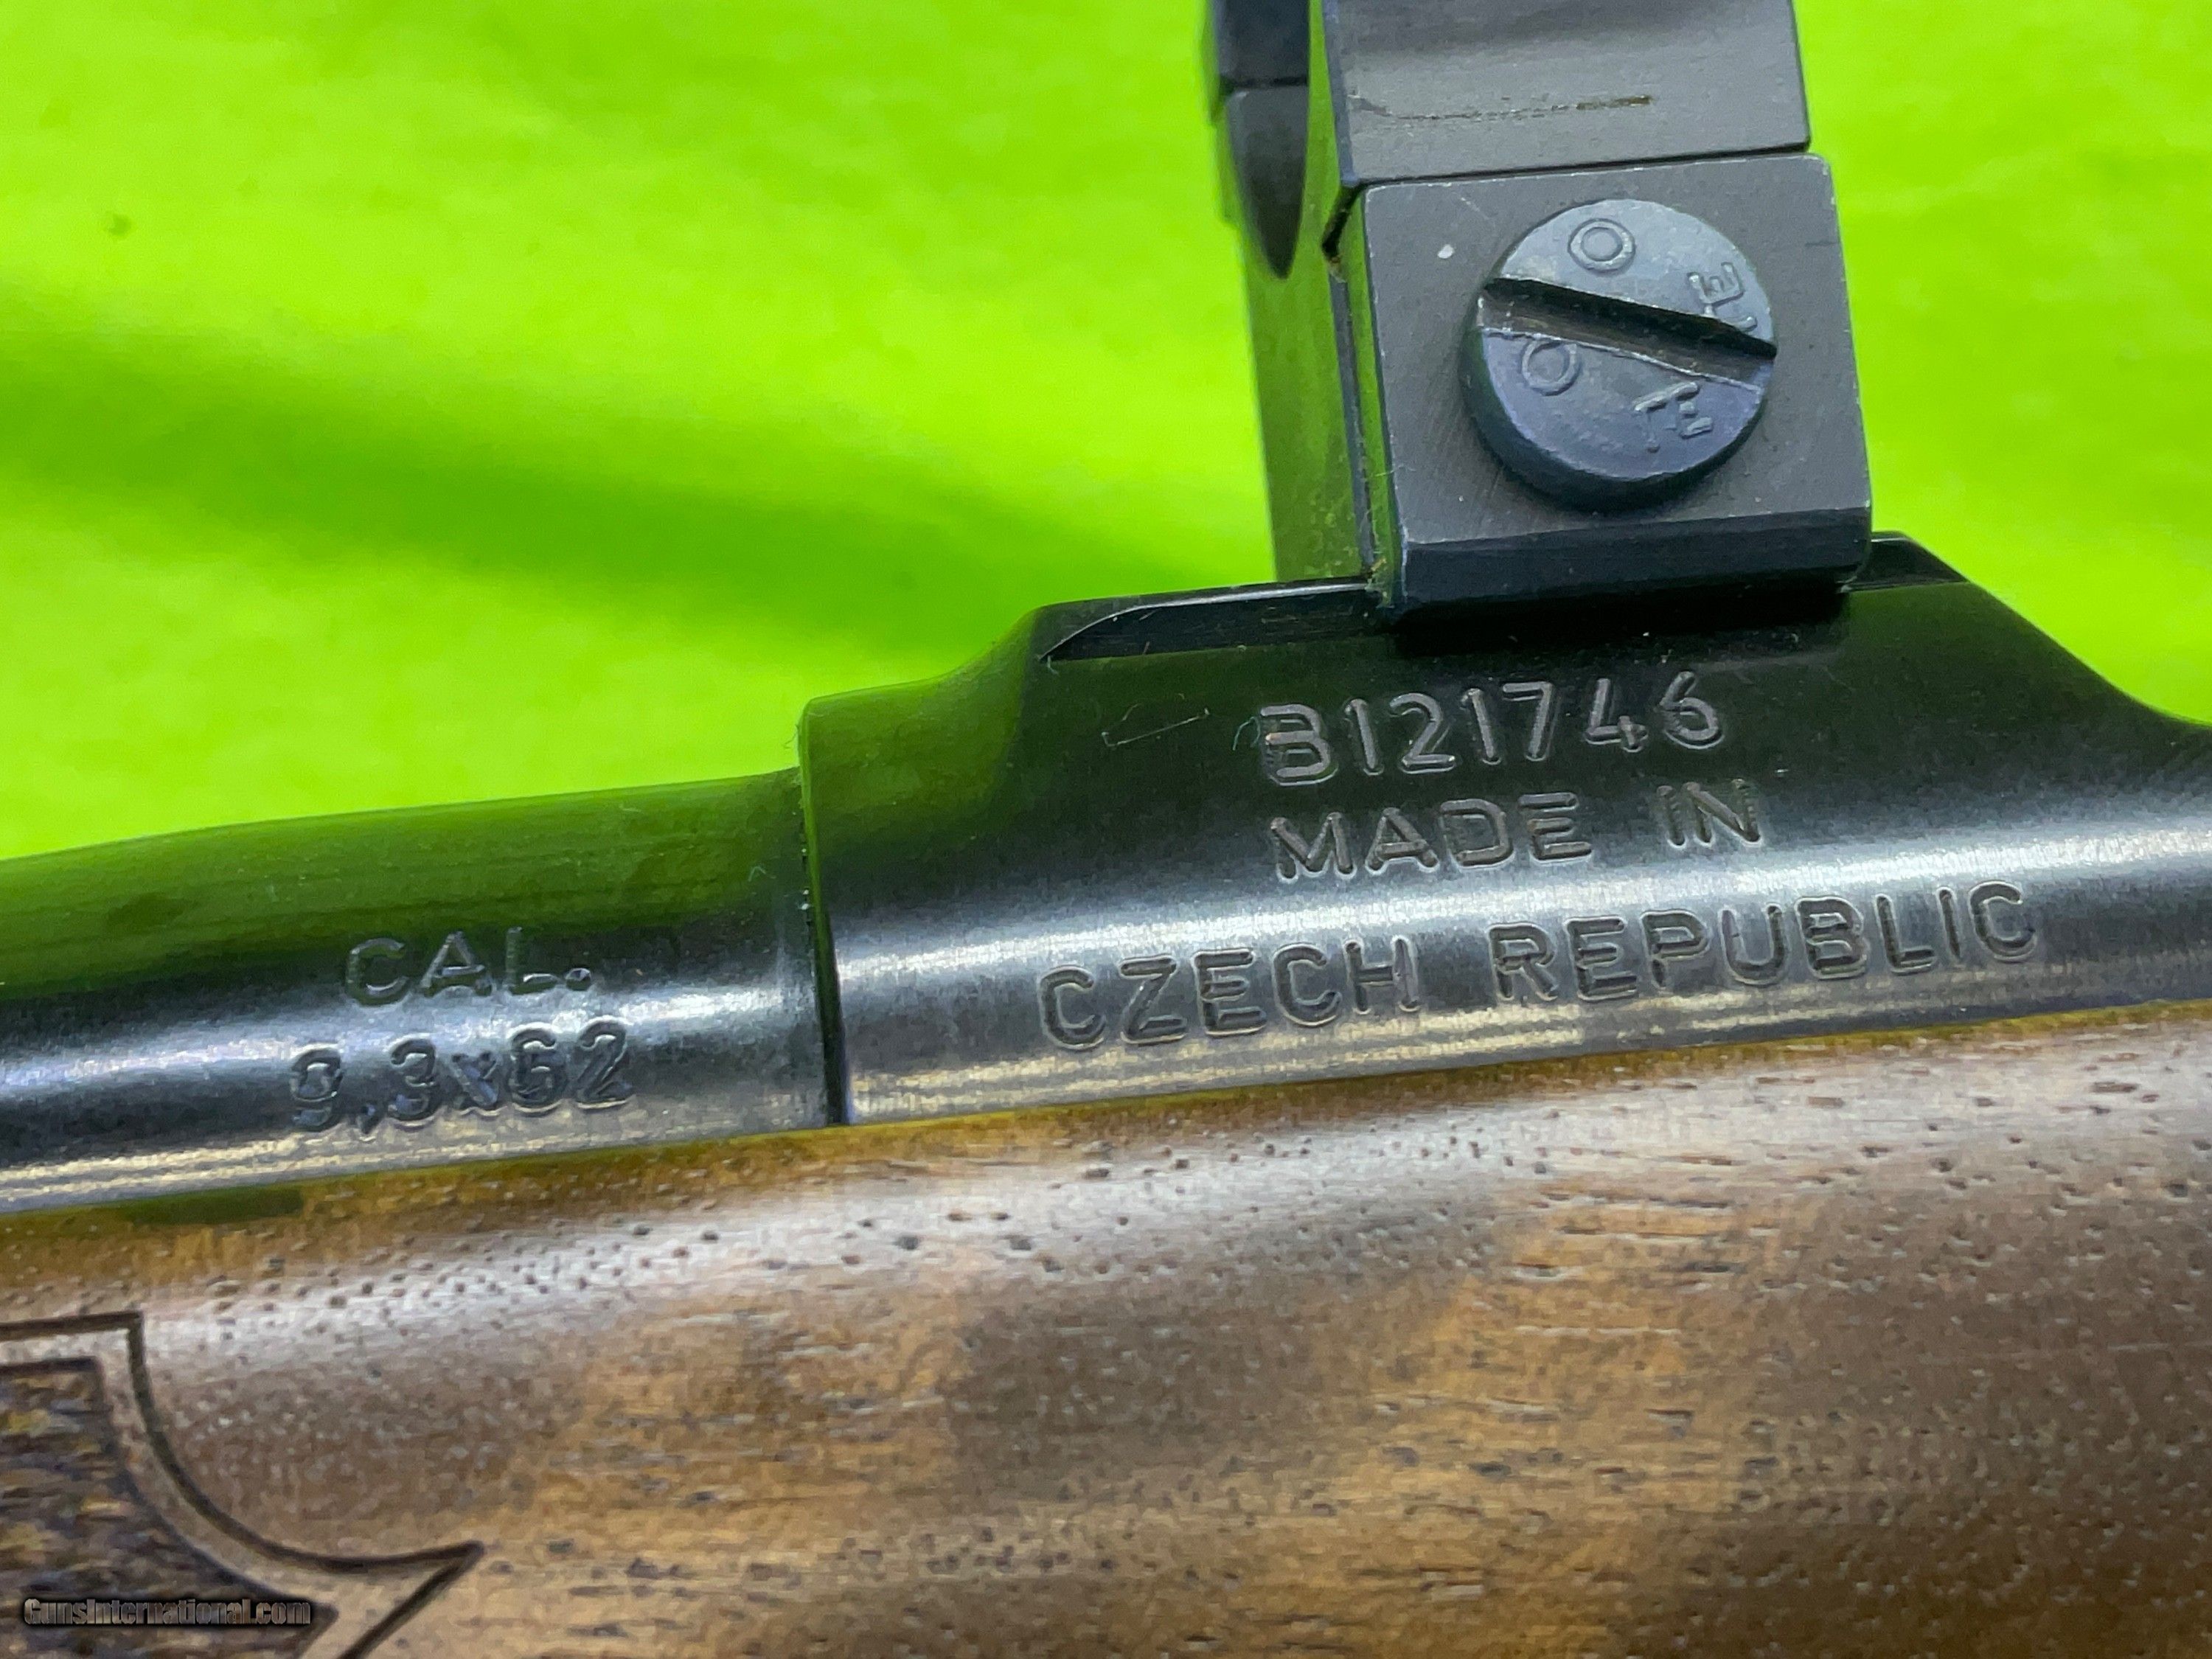 B121746
MADE IN
CZECH REPUBLIC
CAL.
9,3x62
GunsInternational.com